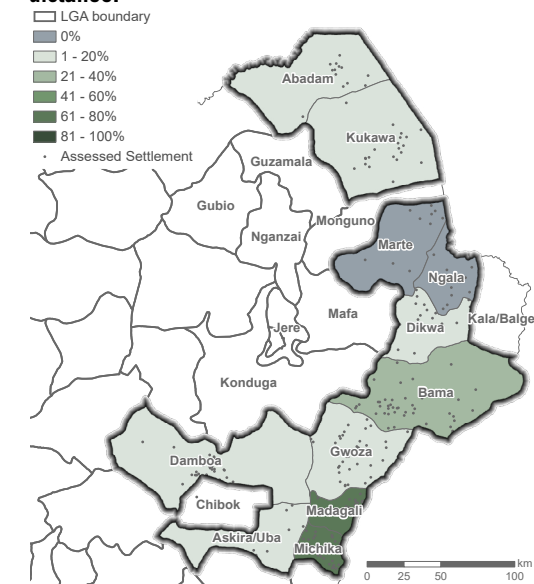 distance:
LGA boundary
0%
1 - 20%
21 - 40%
41 - 60%
61 - 80%
81 - 100%
Assessed Settlement
Abadam
Kukawa
Guzamala
Gubio
Monguno
Nganzai
Marte
Ngala
Mafa
Kala/Balge
Jere
Dikwa
Konduga
Bama
Gwoza
Damboa
Chibok
Madagali
Askira/Uba
Michika
km
0 25 50 100